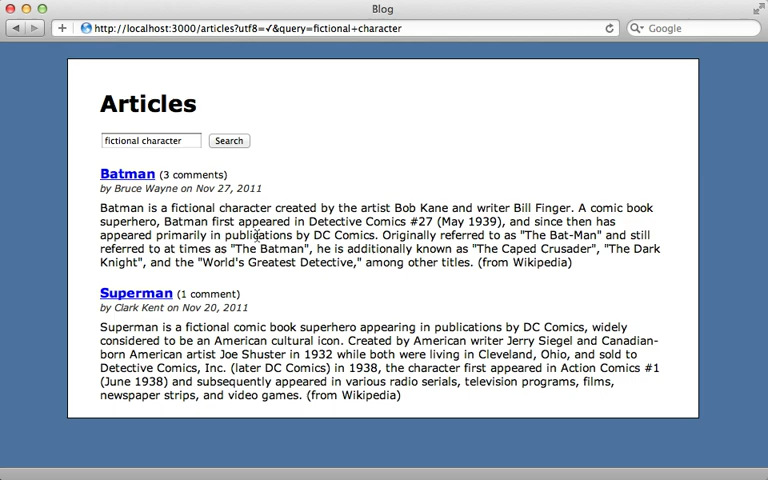 Blog
http://localhost:3000/articles?utf8=✓&query=fictional+character
Google
Articles
fictional character
Search
Batman (3 comments)
by Bruce Wayne on Nov 27, 2011
Batman is a fictional character created by the artist Bob Kane and writer Bill Finger. A comic book
superhero, Batman first appeared in Detective Comics #27 (May 1939), and since then has
appeared primarily in publications by DC Comics. Originally referred to as "The Bat-Man" and still
referred to at times as "The Batman", he is additionally known as "The Caped Crusader", "The Dark
Knight", and the "World's Greatest Detective," among other titles. (from Wikipedia)
Superman (1 comment)
by Clark Kent on Nov 20, 2011
Superman is a fictional comic book superhero appearing in publications by DC Comics, widely
considered to be an American cultural icon. Created by American writer Jerry Siegel and Canadian-
born American artist Joe Shuster in 1932 while both were living in Cleveland, Ohio, and sold to
Detective Comics, Inc. (later DC Comics) in 1938, the character first appeared in Action Comics #1
(June 1938) and subsequently appeared in various radio serials, television programs, films,
newspaper strips, and video games. (from Wikipedia)